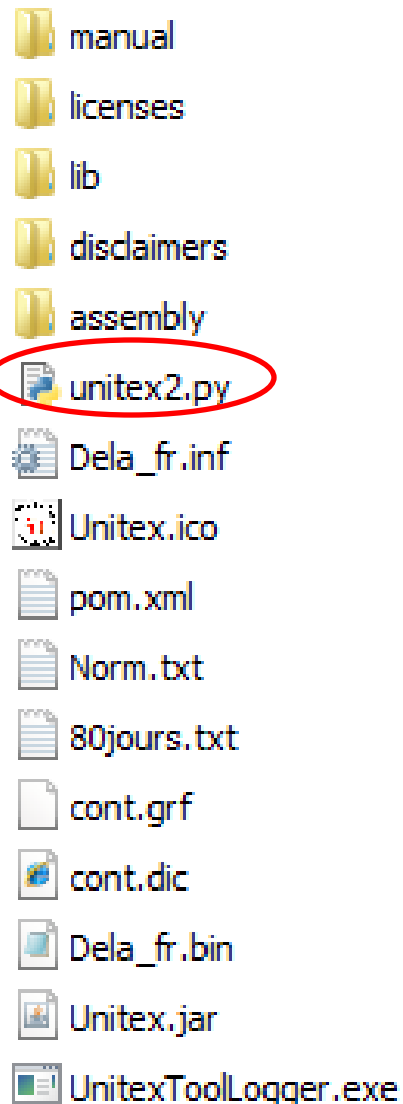 manual
licenses
lib
disclaimers
assembly
unitex2.py
Dela_fr.inf
Unitex.ico
pom.xml
Norm.txt
80jours.txt
cont.grf
cont.dic
Dela_fr.bin
Unitex.jar
UnitexToolLogger.exe